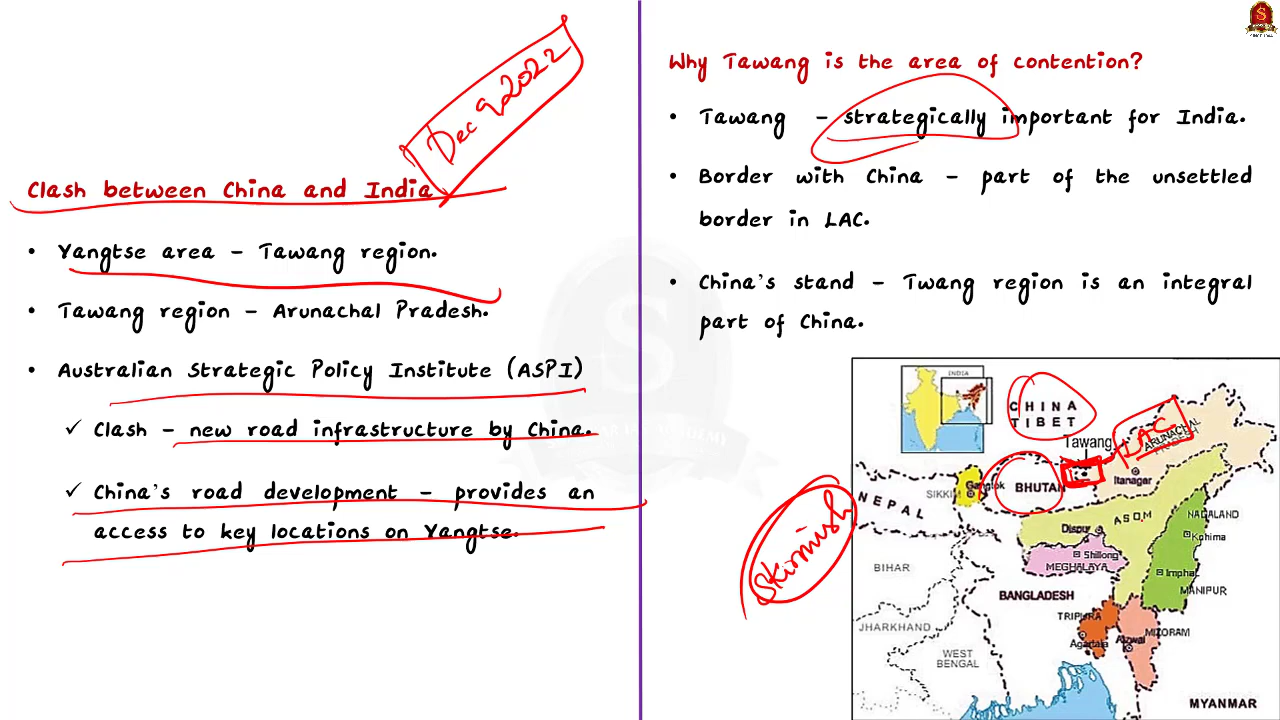 Dec 9 2022
Clash between China and India
• Yangtse area – Tawang region.
• Tawang region – Arunachal Pradesh.
• Australian Strategic Policy Institute (ASPI)
✓ Clash – new road infrastructure by China.
✓ China's road development – provides an
access to key locations on Yangtse.
S
Why Tawang is the area of contention?
• Tawang – strategically important for India.
• Border with China – part of the unsettled
border in LAC.
• China's stand – Twang region is an integral
part of China.
INDIA
CHINA
TIBET
LAC
Tawang
ARUNACHAL
Itanagar
SIKKIM
Gangtok
BHUTAN
NEPAL
ASOM
Dispur
NAGALAND
Kohima
Shillong
MEGHALAYA
Imphal
MANIPUR
Skirmish
BIHAR
BANGLADESH
TRIPURA
Agartala
Aizwal
MIZORAM
JHARKHAND
WEST
BENGAL
MYANMAR